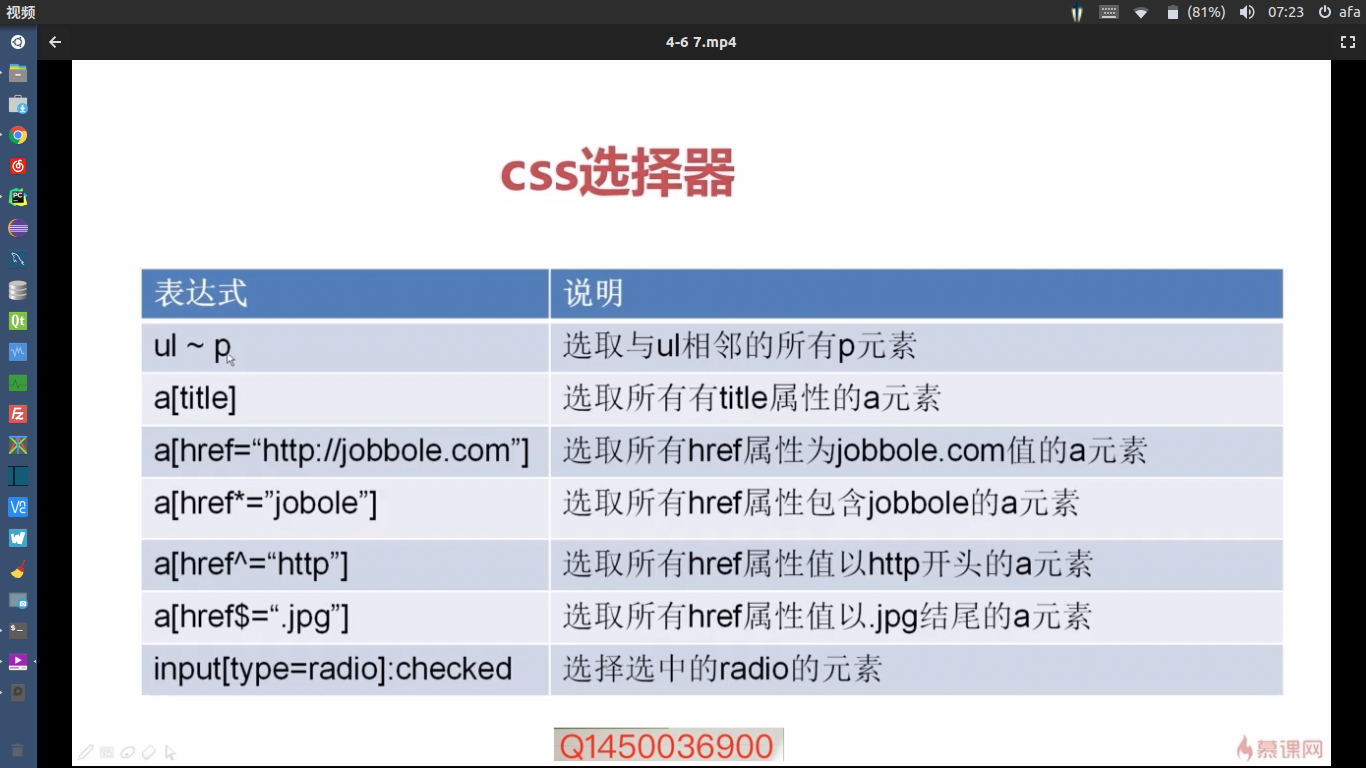 视频
(81%) 07:23 afa
4-6 7.mp4
css选择器
表达式 说明
ul ~ p 选取与ul相邻的所有p元素
a[title] 选取所有有title属性的a元素
a[href=“http://jobbole.com”] 选取所有href属性为jobbole.com值的a元素
a[href*=”jobole”] 选取所有href属性包含jobbole的a元素
a[href^=“http”] 选取所有href属性值以http开头的a元素
a[href$=“.jpg”] 选取所有href属性值以.jpg结尾的a元素
input[type=radio]:checked 选择选中的radio的元素
Q1450036900
慕课网